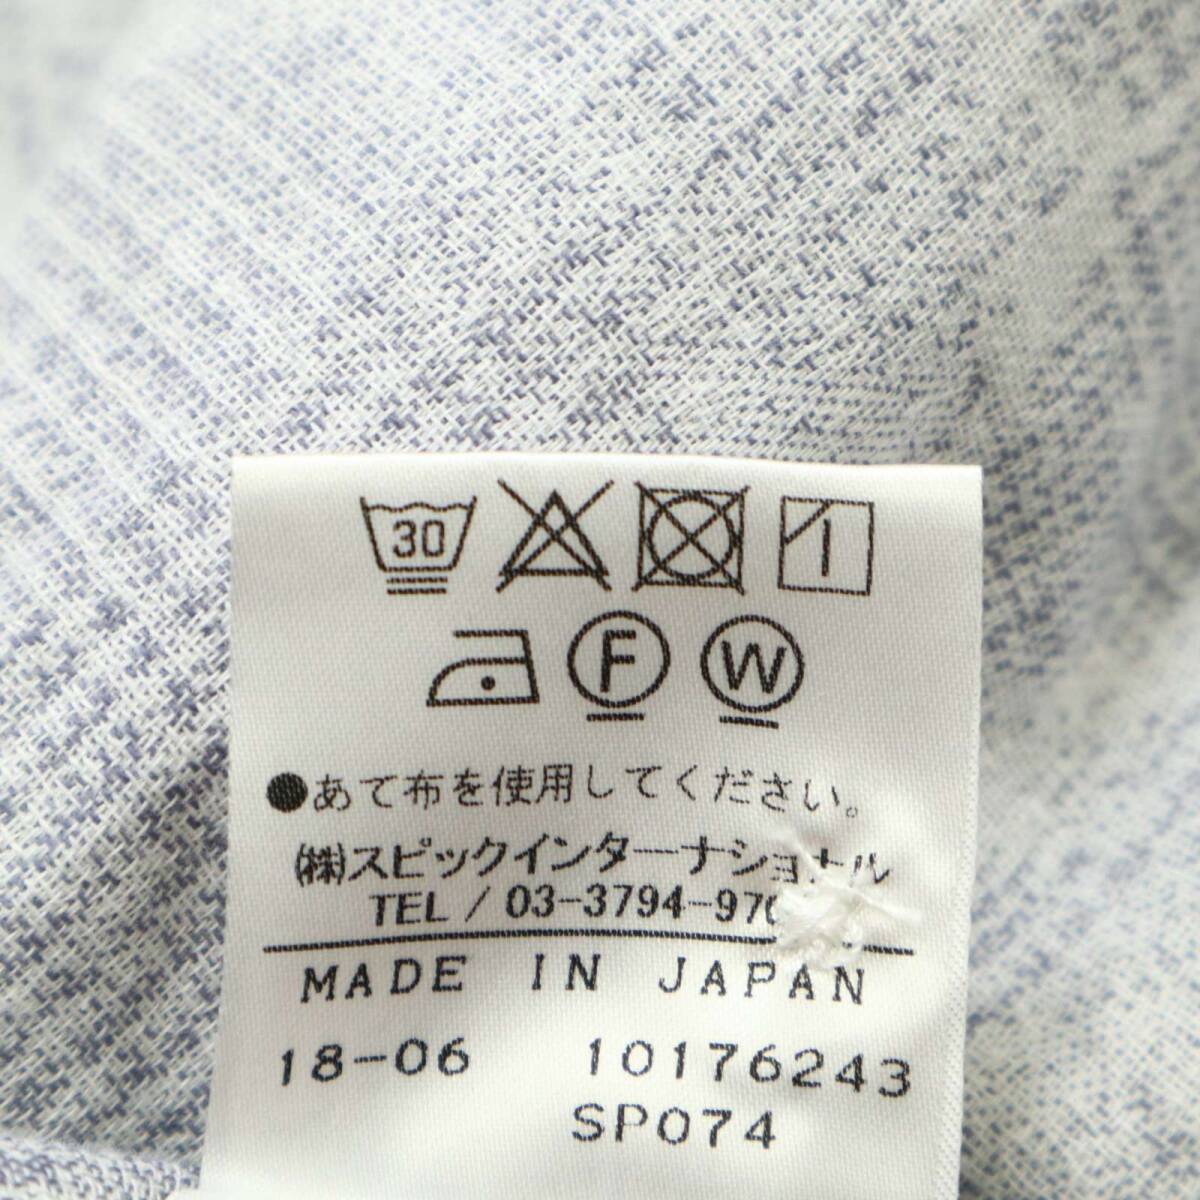 30
F W
●あて布を使用してください。
㈱スピックインターナショナル
TEL / 03-3794-970
MADE IN JAPAN
18-06 10176243
SP074